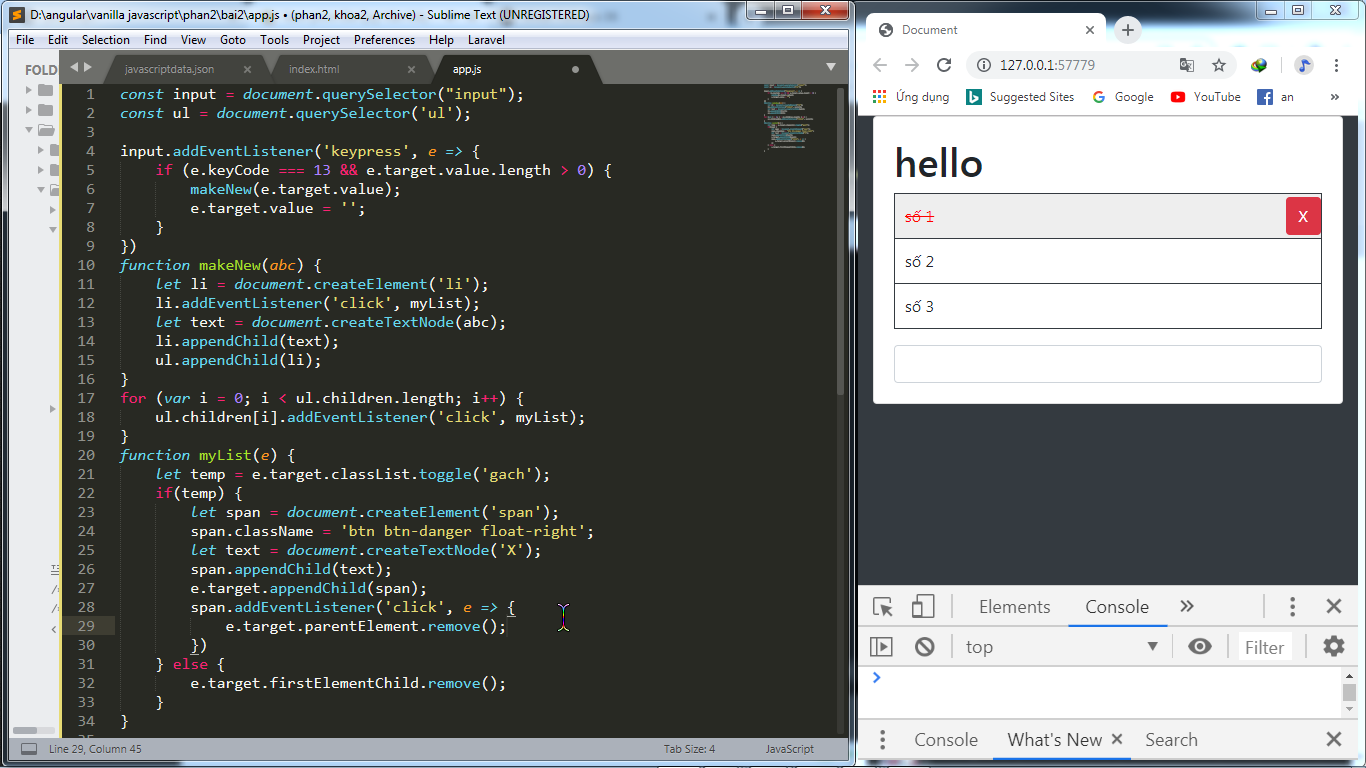 D:\angular\vanilla javascript\phan2\bai2\app.js • (phan2, khoa2, Archive) - Sublime Text (UNREGISTERED)
File Edit Selection Find View Goto Tools Project Preferences Help Laravel
FOLD
javascriptdata.json × index.html × app.js
1 const input = document.querySelector("input");
2 const ul = document.querySelector('ul');
3
4 input.addEventListener('keypress', e => {
5 if (e.keyCode === 13 && e.target.value.length > 0) {
6 makeNew(e.target.value);
7 e.target.value = '';
8 }
9 })
10 function makeNew(abc) {
11 let li = document.createElement('li');
12 li.addEventListener('click', myList);
13 let text = document.createTextNode(abc);
14 li.appendChild(text);
15 ul.appendChild(li);
16 }
17 for (var i = 0; i < ul.children.length; i++) {
18 ul.children[i].addEventListener('click', myList);
19 }
20 function myList(e) {
21 let temp = e.target.classList.toggle('gach');
22 if(temp) {
23 let span = document.createElement('span');
24 span.className = 'btn btn-danger float-right';
25 let text = document.createTextNode('X');
26 span.appendChild(text);
27 e.target.appendChild(span);
28 span.addEventListener('click', e => {
29 e.target.parentElement.remove();
30 })
31 } else {
32 e.target.firstElementChild.remove();
33 }
34 }
Line 29, Column 45 Tab Size: 4 JavaScript
Document
127.0.0.1:57779
Ứng dụng Suggested Sites Google YouTube an »
hello
số 1 X
số 2
số 3
Elements Console »
top Filter
Console What's New × Search